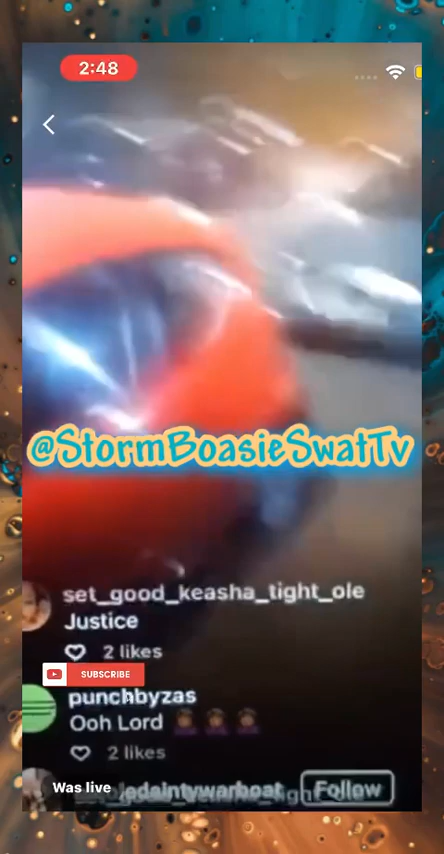 2:48
@StormBoasieSwatTv
set_good_keasha_tight_ole
Justice
2 likes
SUBSCRIBE
punchbyzas
Ooh Lord
2 likes
Was live
Follow